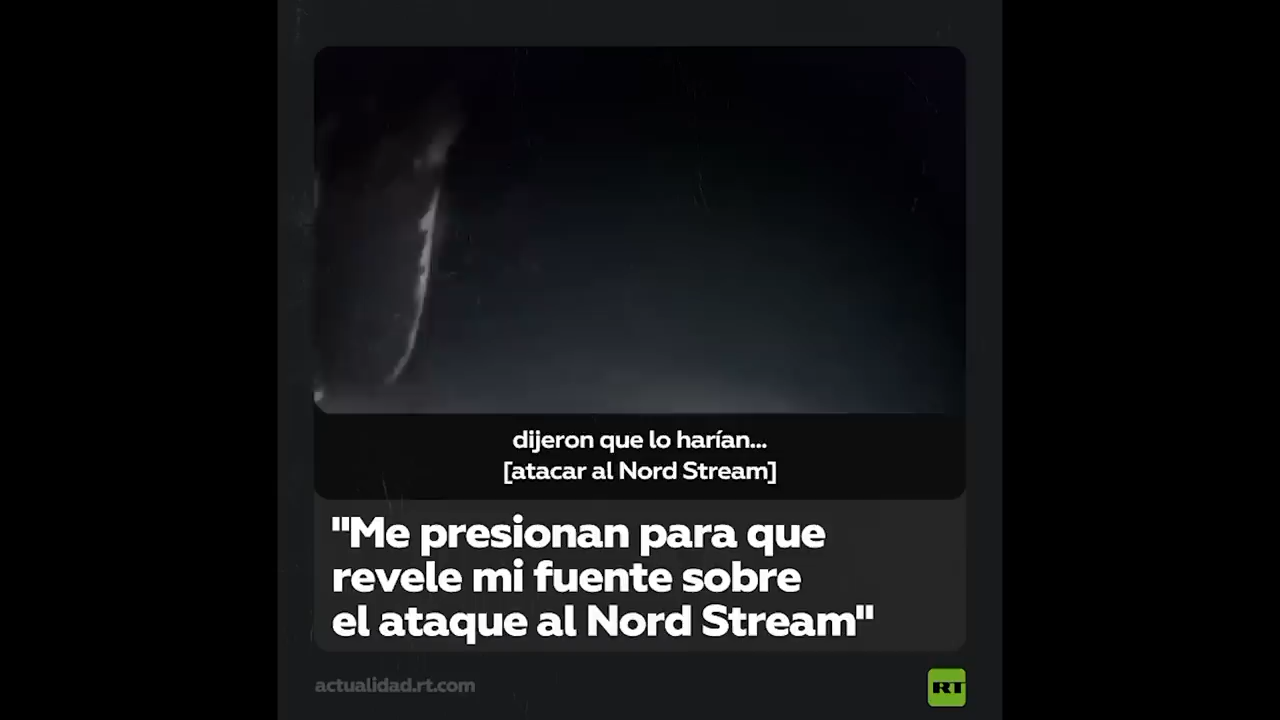 dijeron que lo harían...
[atacar al Nord Stream]
"Me presionan para que
revele mi fuente sobre
el ataque al Nord Stream"
actualidad.rt.com
RT